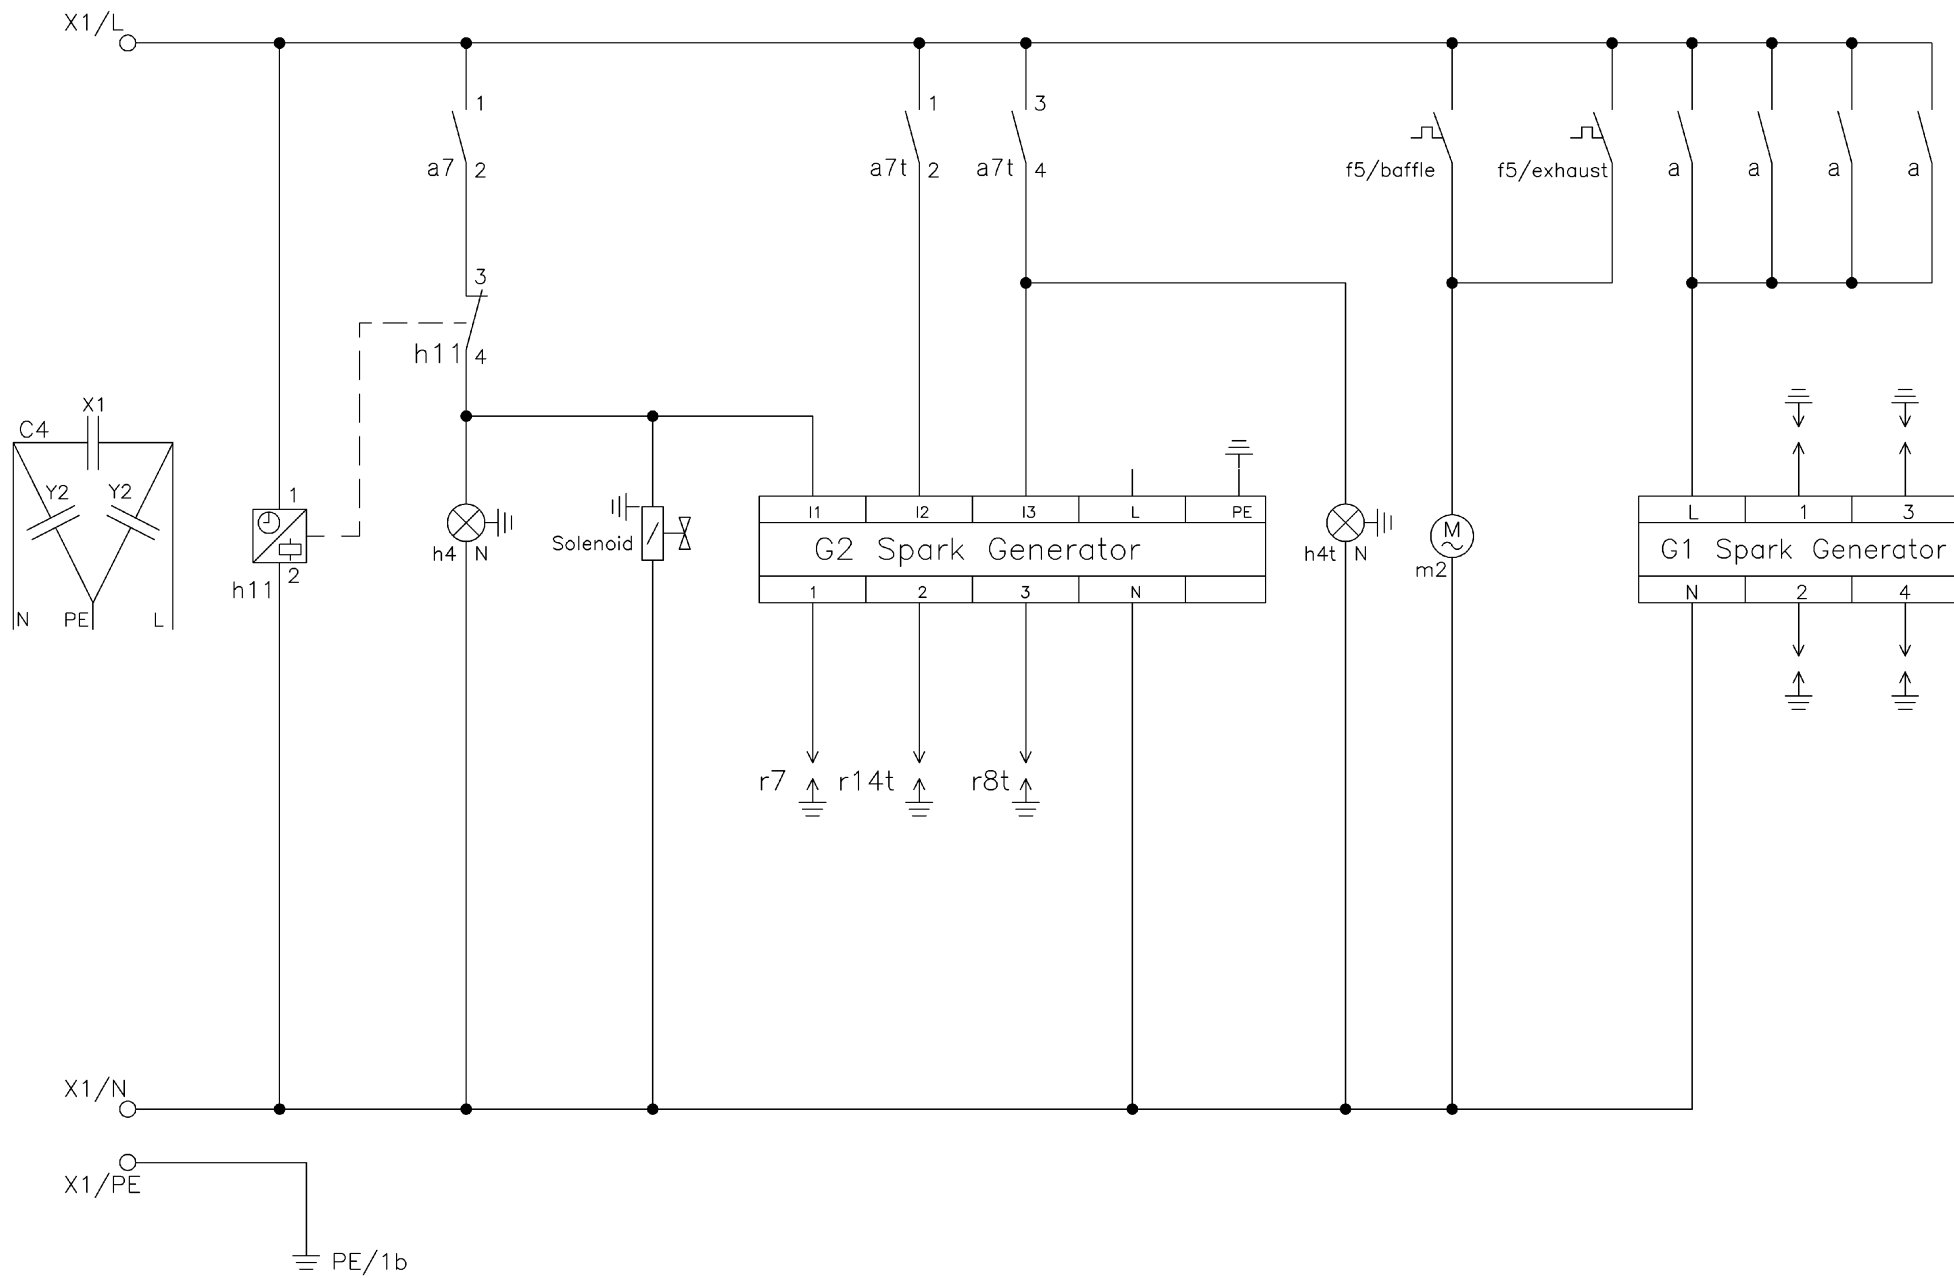 X1/L
1
1
3
a7 2
a7t 2
a7t 4
f5/baffle
f5/exhaust
a
a
a
a
3
h11 4
X1
C4
Y2 Y2
N PE L
1
h11 2
h4 N
Solenoid
I1 I2 I3 L PE
G2 Spark Generator
1 2 3 N
h4t N
M
m2
L 1 3
G1 Spark Generator
N 2 4
r7 r14t r8t
X1/N
X1/PE
PE/1b